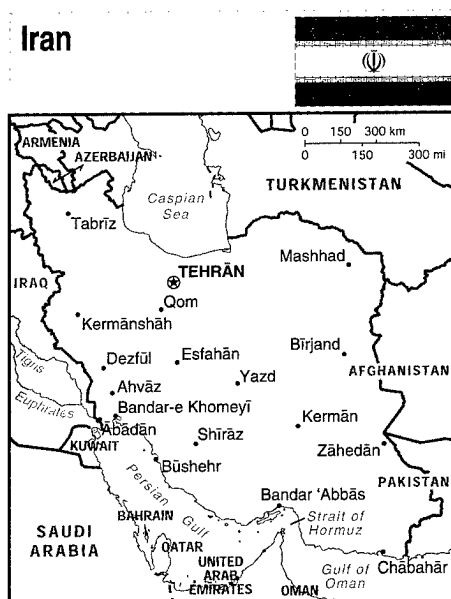 Iran
0 150 300 km
0 150 300 mi
ARMENIA
AZERBAIJAN
Caspian
Sea
TURKMENISTAN
Tabrīz
Mashhad
TEHRĀN
IRAQ
Qom
Kermānshāh
Bīrjand
Dezfūl
Esfahān
AFGHANISTAN
Tigris
Yazd
Ahvāz
Euphrates
Bandar-e Khomeyī
Ābādān
Kermān
KUWAIT
Shīrāz
Zāhedān
Būshehr
PAKISTAN
Persian
Gulf
Bandar 'Abbās
BAHRAIN
Strait of
Hormuz
SAUDI
ARABIA
QATAR
UNITED
ARAB
EMIRATES
Gulf of
Oman
Chābahār
OMAN